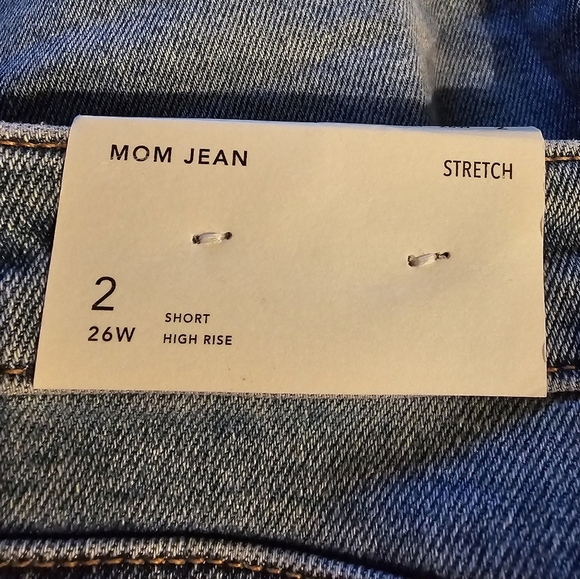 MOM JEAN
STRETCH
2
26W
SHORT
HIGH RISE